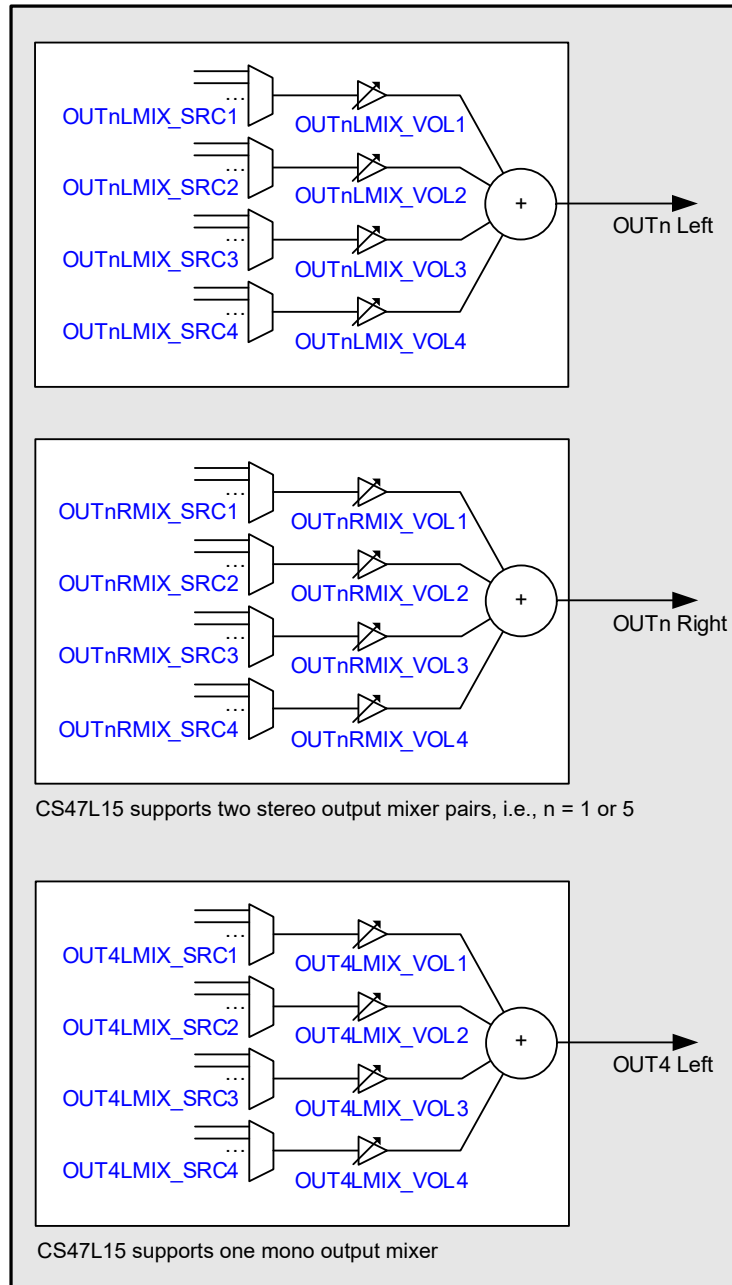 ...
OUTnLMIX_SRC1
OUTnLMIX_VOL1
...
OUTnLMIX_SRC2
OUTnLMIX_VOL2
+
OUTn Left
...
OUTnLMIX_SRC3
OUTnLMIX_VOL3
...
OUTnLMIX_SRC4
OUTnLMIX_VOL4
...
OUTnRMIX_SRC1
OUTnRMIX_VOL1
...
OUTnRMIX_SRC2
OUTnRMIX_VOL2
+
OUTn Right
...
OUTnRMIX_SRC3
OUTnRMIX_VOL3
...
OUTnRMIX_SRC4
OUTnRMIX_VOL4
CS47L15 supports two stereo output mixer pairs, i.e., n = 1 or 5
...
OUT4LMIX_SRC1
OUT4LMIX_VOL1
...
OUT4LMIX_SRC2
OUT4LMIX_VOL2
+
OUT4 Left
...
OUT4LMIX_SRC3
OUT4LMIX_VOL3
...
OUT4LMIX_SRC4
OUT4LMIX_VOL4
CS47L15 supports one mono output mixer